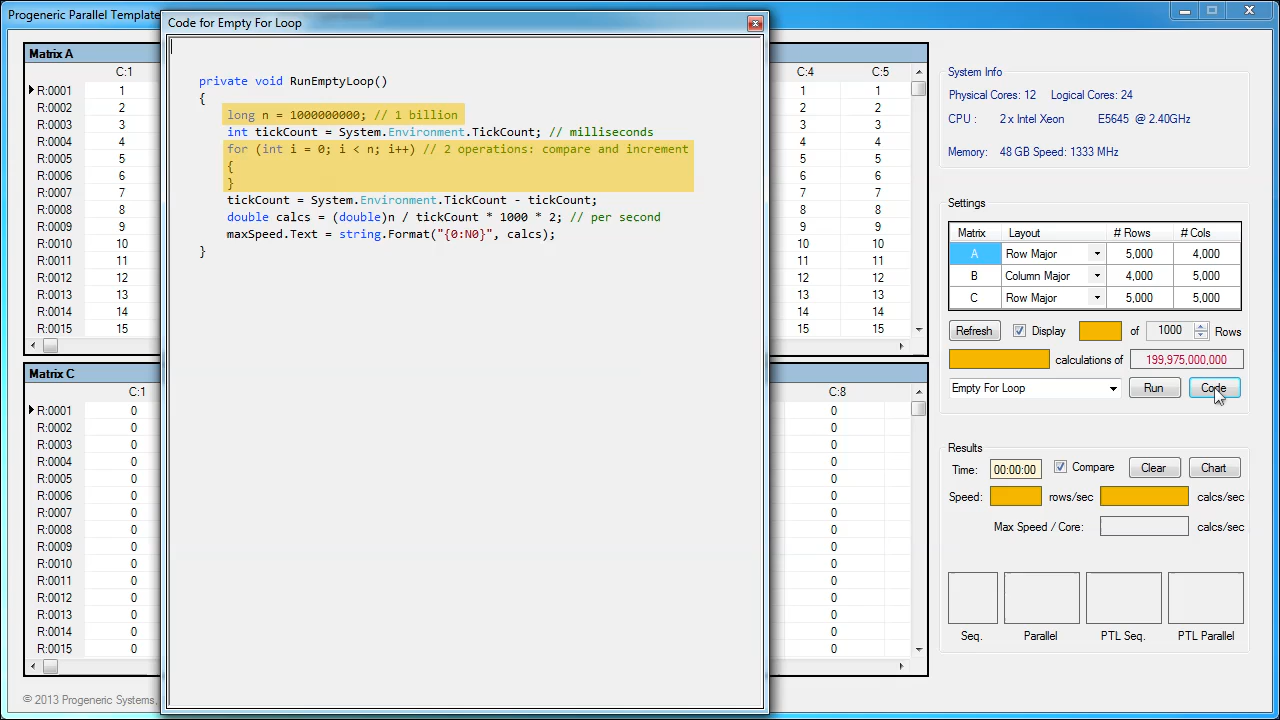 Progeneric Parallel Template
Code for Empty For Loop
private void RunEmptyLoop()
{
long n = 1000000000; // 1 billion
int tickCount = System.Environment.TickCount; // milliseconds
for (int i = 0; i < n; i++) // 2 operations: compare and increment
{
}
tickCount = System.Environment.TickCount - tickCount;
double calcs = (double)n / tickCount * 1000 * 2; // per second
maxSpeed.Text = string.Format("{0:N0}", calcs);
}
Matrix A
C:1 C:4 C:5
R:0001 1 1 1
R:0002 2 2 2
R:0003 3 3 3
R:0004 4 4 4
R:0005 5 5 5
R:0006 6 6 6
R:0007 7 7 7
R:0008 8 8 8
R:0009 9 9 9
R:0010 10 10 10
R:0011 11 11 11
R:0012 12 12 12
R:0013 13 13 13
R:0014 14 14 14
R:0015 15 15 15
Matrix C
C:1 C:8
R:0001 0 0
R:0002 0 0
R:0003 0 0
R:0004 0 0
R:0005 0 0
R:0006 0 0
R:0007 0 0
R:0008 0 0
R:0009 0 0
R:0010 0 0
R:0011 0 0
R:0012 0 0
R:0013 0 0
R:0014 0 0
R:0015 0 0
© 2013 Progeneric Systems,
System Info
Physical Cores: 12 Logical Cores: 24
CPU : 2 x Intel Xeon E5645 @ 2.40GHz
Memory: 48 GB Speed: 1333 MHz
Settings
Matrix Layout # Rows # Cols
A Row Major 5,000 4,000
B Column Major 4,000 5,000
C Row Major 5,000 5,000
Refresh Display of 1000 Rows
calculations of 199,975,000,000
Empty For Loop Run Code
Results
Time: 00:00:00 Compare Clear Chart
Speed: rows/sec calcs/sec
Max Speed / Core: calcs/sec
Seq. Parallel PTL Seq. PTL Parallel